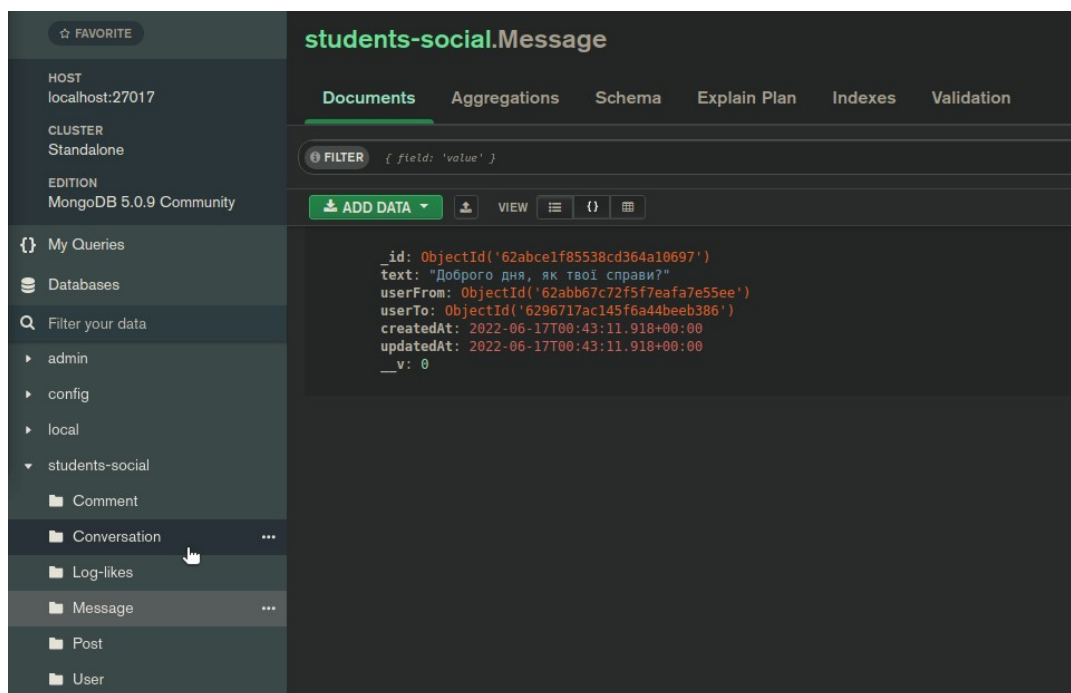 FAVORITE
HOST
localhost:27017
CLUSTER
Standalone
EDITION
MongoDB 5.0.9 Community
{} My Queries
Databases
Filter your data
admin
config
local
students-social
Comment
Conversation
Log-likes
Message
Post
User
students-social.Message
Documents Aggregations Schema Explain Plan Indexes Validation
FILTER { field: 'value' }
ADD DATA VIEW {}
_id: ObjectId('62abce1f85538cd364a10697')
text: "Доброго дня, як твої справи?"
userFrom: ObjectId('62abb67c72f5f7eafa7e55ee')
userTo: ObjectId('6296717ac145f6a44beeb386')
createdAt: 2022-06-17T00:43:11.918+00:00
updatedAt: 2022-06-17T00:43:11.918+00:00
__v: 0